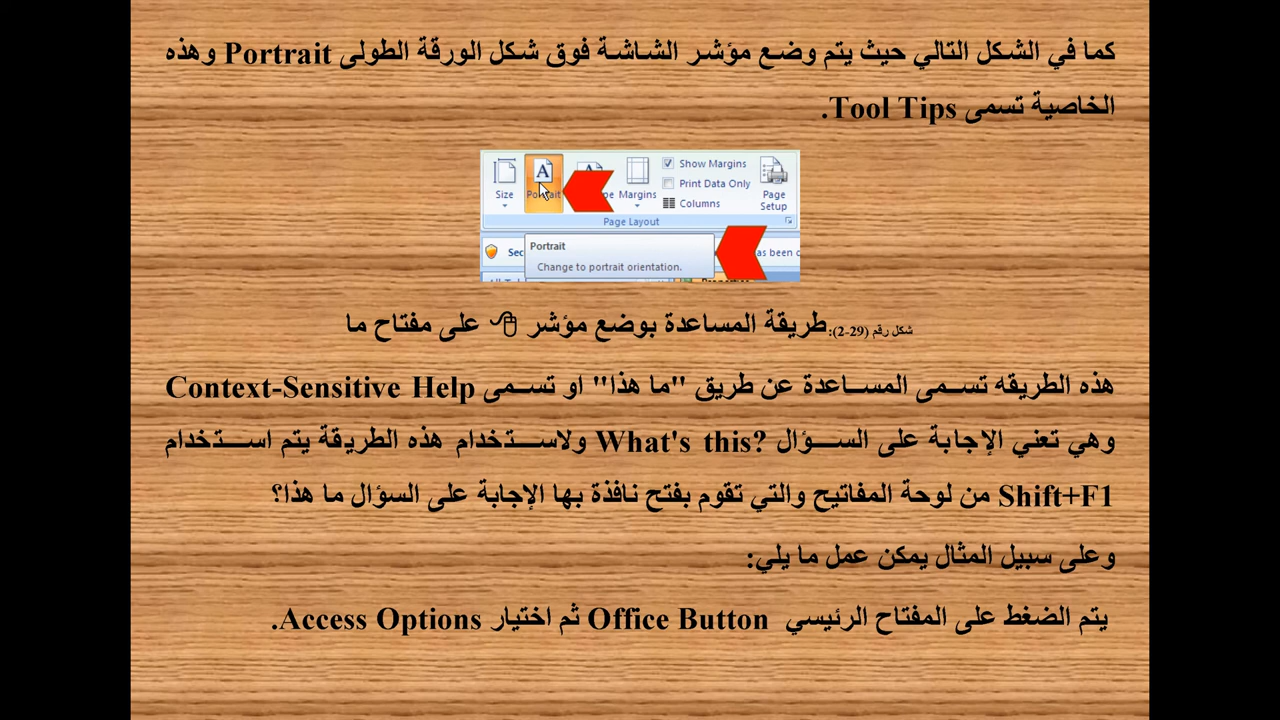 كما في الشكل التالي حيث يتم وضع مؤشر الشاشة فوق شكل الورقة الطولى Portrait وهذه
الخاصية تسمى Tool Tips.
Size
Portrait
Margins
Show Margins
Print Data Only
Columns
Page Setup
Page Layout
Portrait
Change to portrait orientation.
شكل رقم (29-2): طريقة المساعدة بوضع مؤشر على مفتاح ما
هذه الطريقه تسمى المساعدة عن طريق "ما هذا" او تسمى Context-Sensitive Help
وهي تعني الإجابة على السؤال What's this? ولاستخدام هذه الطريقة يتم استخدام
Shift+F1 من لوحة المفاتيح والتي تقوم بفتح نافذة بها الإجابة على السؤال ما هذا؟
وعلى سبيل المثال يمكن عمل ما يلي:
يتم الضغط على المفتاح الرئيسي Office Button ثم اختيار Access Options.